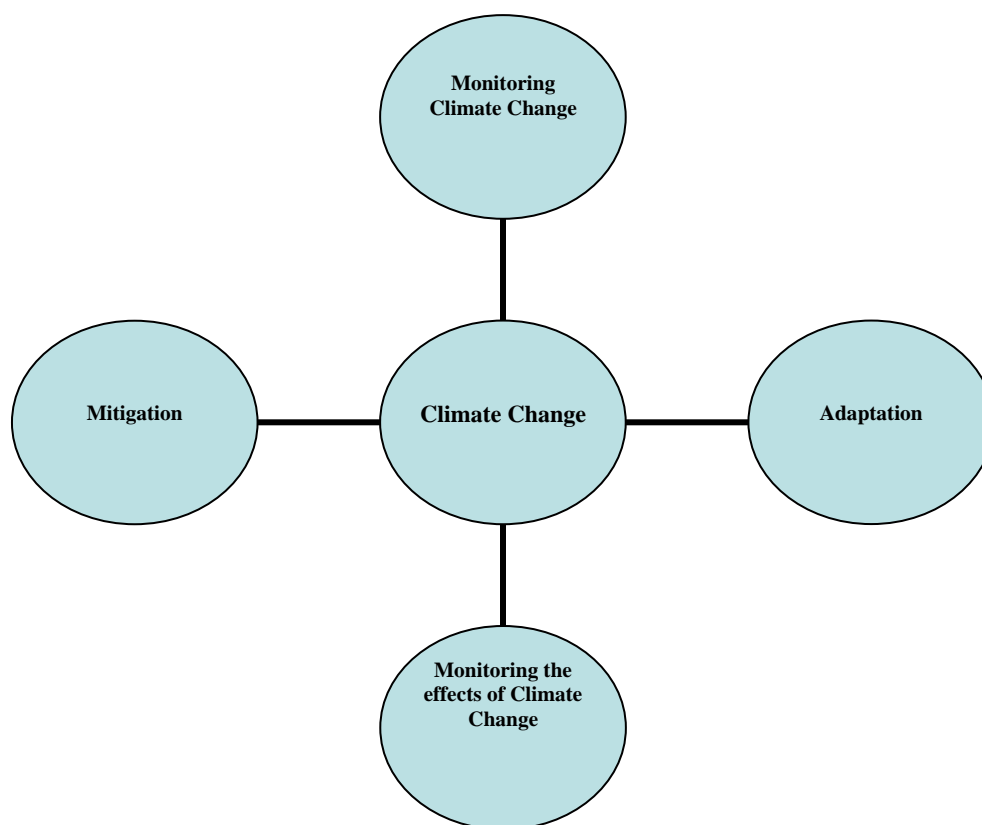 Monitoring
Climate Change
Mitigation
Climate Change
Adaptation
Monitoring the
effects of Climate
Change